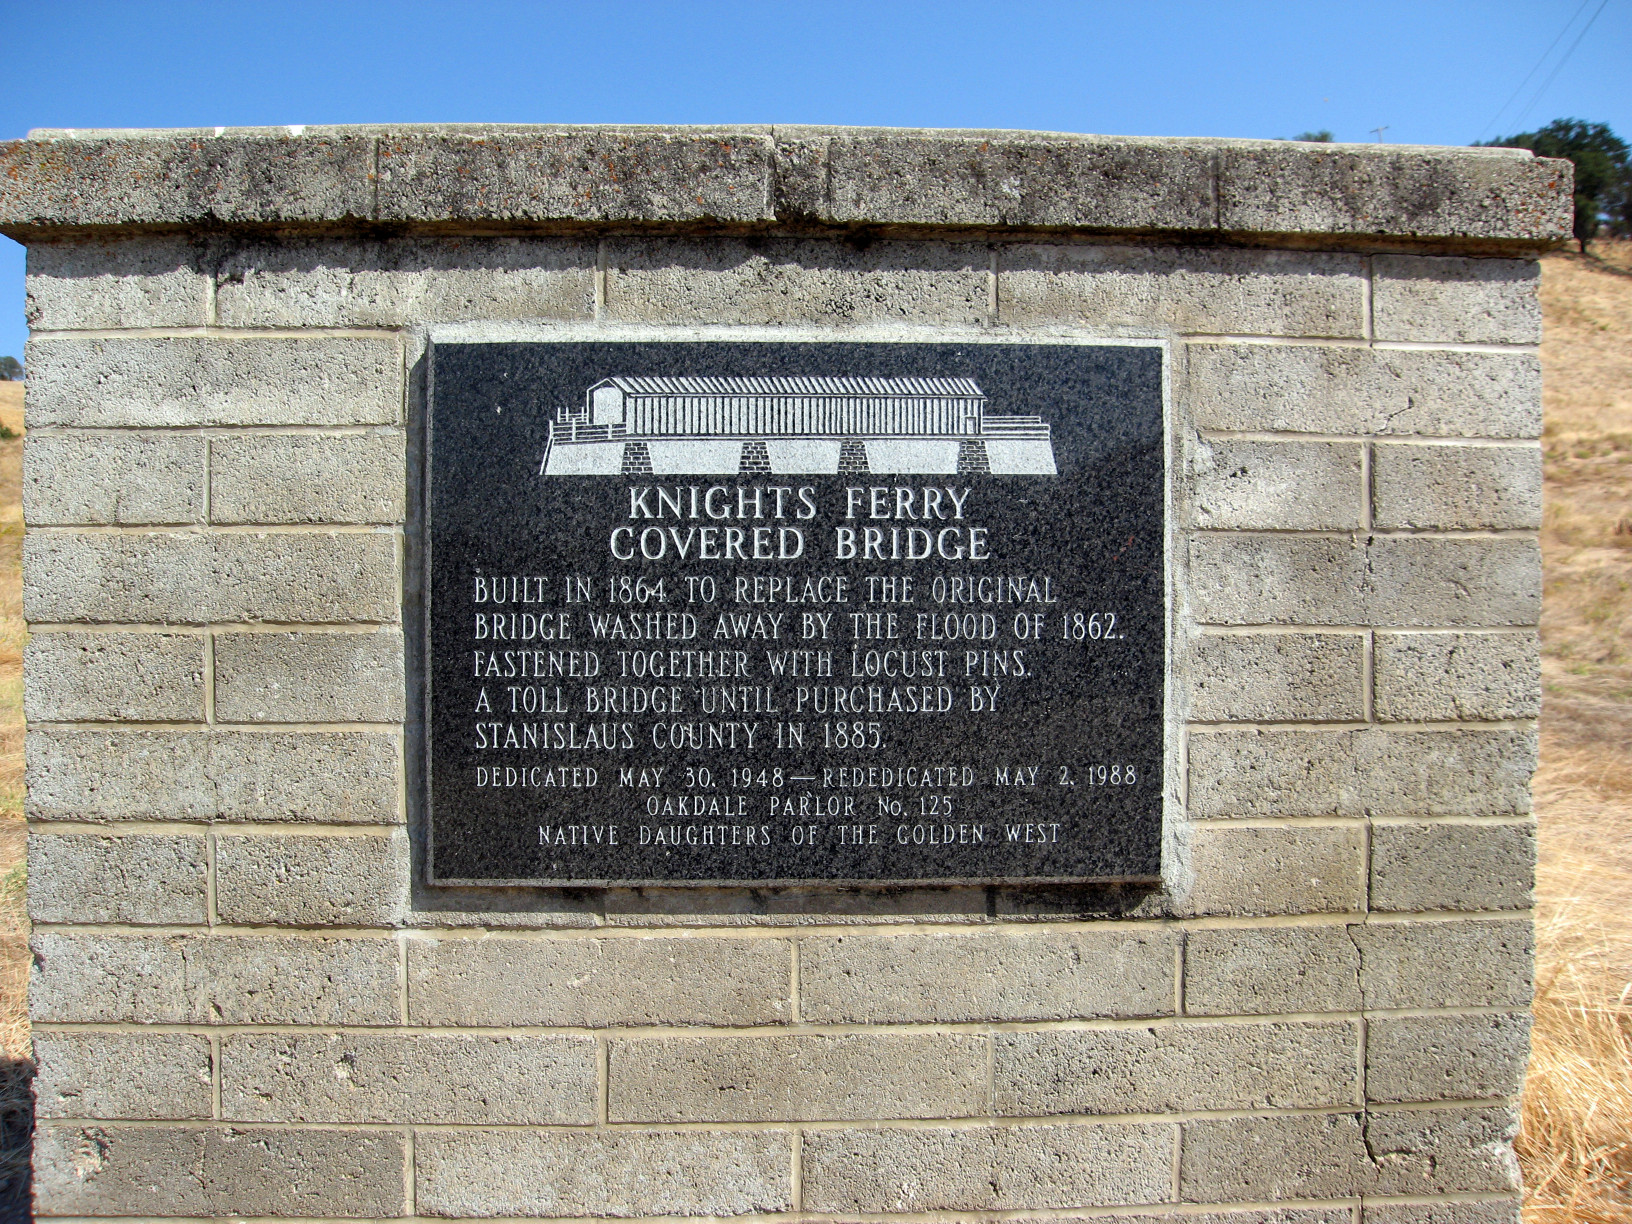 KNIGHTS FERRY
COVERED BRIDGE
BUILT IN 1864 TO REPLACE THE ORIGINAL
BRIDGE WASHED AWAY BY THE FLOOD OF 1862.
FASTENED TOGETHER WITH LOCUST PINS.
A TOLL BRIDGE UNTIL PURCHASED BY
STANISLAUS COUNTY IN 1885.
DEDICATED MAY 30, 1948 — REDEDICATED MAY 2, 1988
OAKDALE PARLOR No. 125
NATIVE DAUGHTERS OF THE GOLDEN WEST